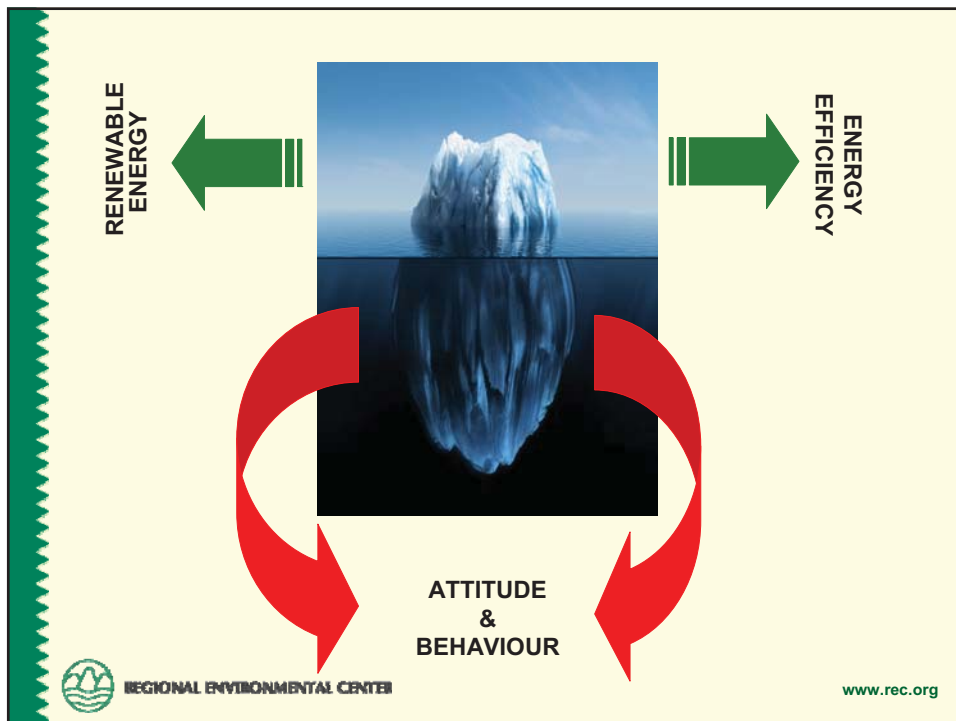 RENEWABLE
ENERGY
ENERGY
EFFICIENCY
ATTITUDE
&
BEHAVIOUR
REGIONAL ENVIRONMENTAL CENTER
www.rec.org